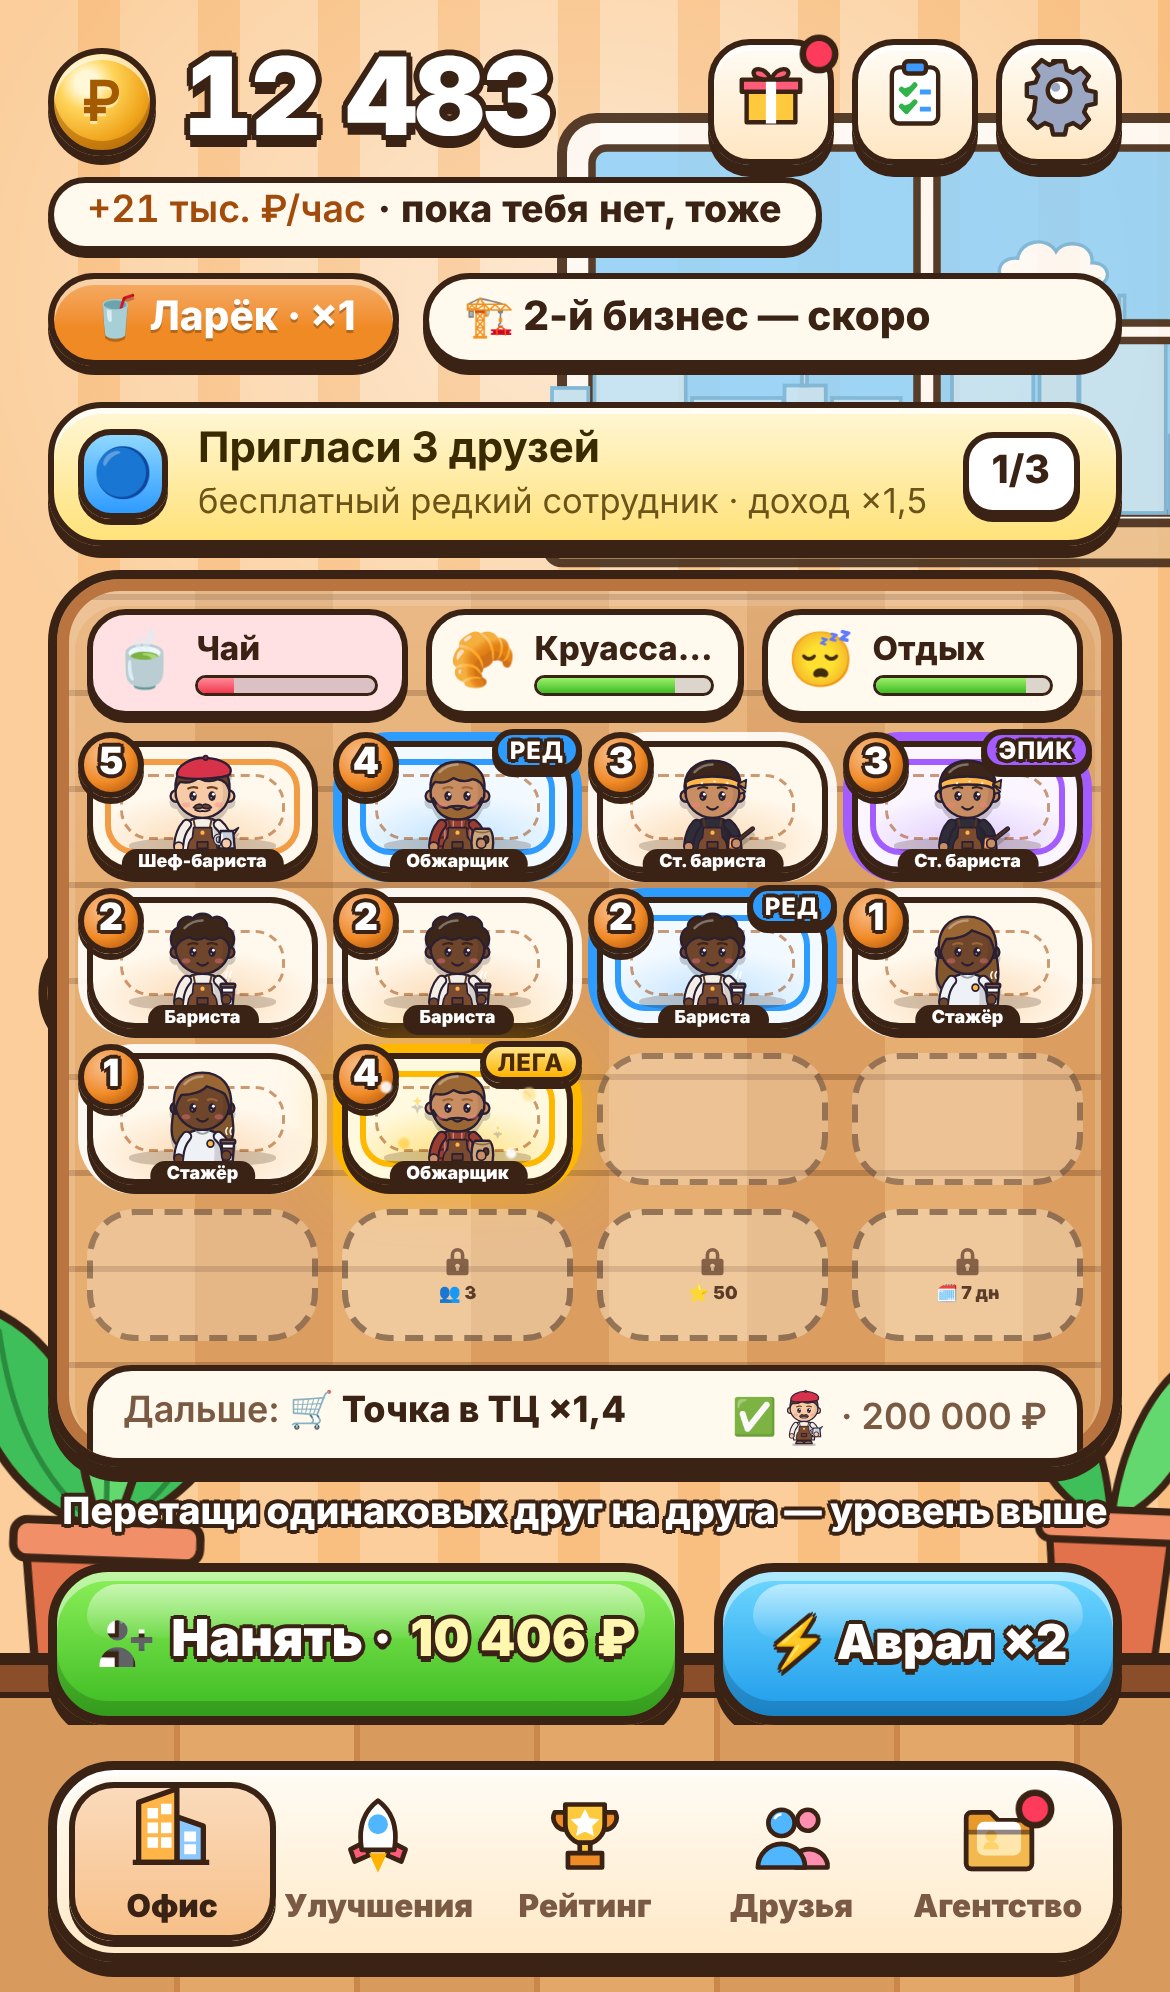 ₽ 12 483
+21 тыс. ₽/час · пока тебя нет, тоже
Ларёк · ×1
2-й бизнес — скоро
Пригласи 3 друзей
бесплатный редкий сотрудник · доход ×1,5
1/3
Чай
Круасса...
Отдых
5
Шеф-бариста
4
РЕД
Обжарщик
3
Ст. бариста
3
ЭПИК
Ст. бариста
2
Бариста
2
Бариста
2
РЕД
Бариста
1
Стажёр
1
Стажёр
4
ЛЕГА
Обжарщик
3
50
7 дн
Дальше: Точка в ТЦ ×1,4
· 200 000 ₽
Перетащи одинаковых друг на друга — уровень выше
Нанять · 10 406 ₽
Аврал ×2
Офис
Улучшения
Рейтинг
Друзья
Агентство